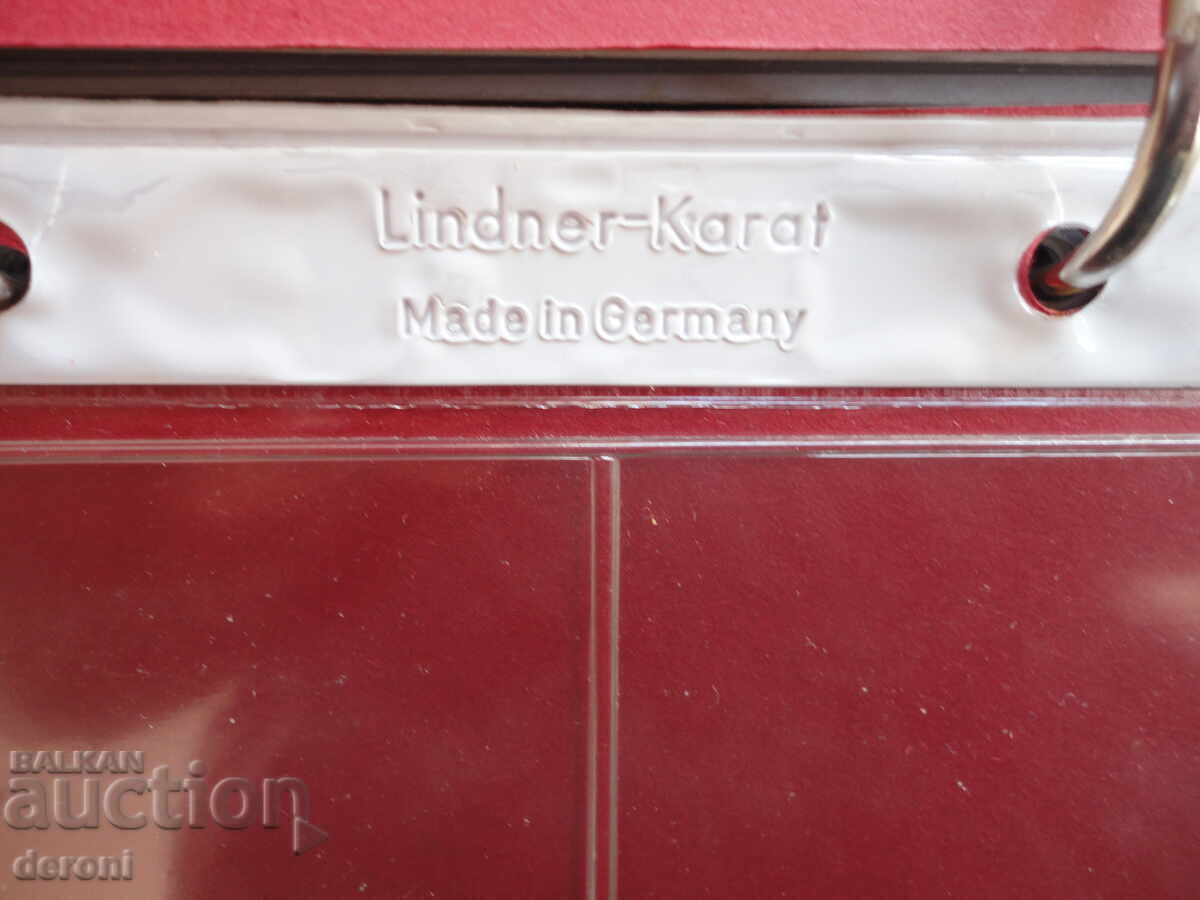 Lindner-Karat
Made in Germany
BALKAN
auction
deroni